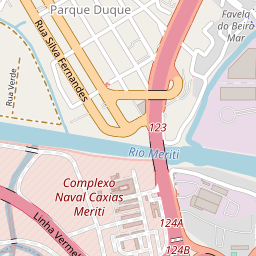 Parque Duque
Favela
do Beira
Mar
Rua Silva Fernandes
Rua Verde
123
Rio Meriti
Complexo
Naval Caxias
Meriti
Linha Vermel
124A
124B